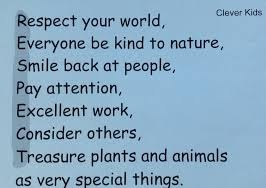 Clever Kids
Respect your world,
Everyone be kind to nature,
Smile back at people,
Pay attention,
Excellent work,
Consider others,
Treasure plants and animals
as very special things.